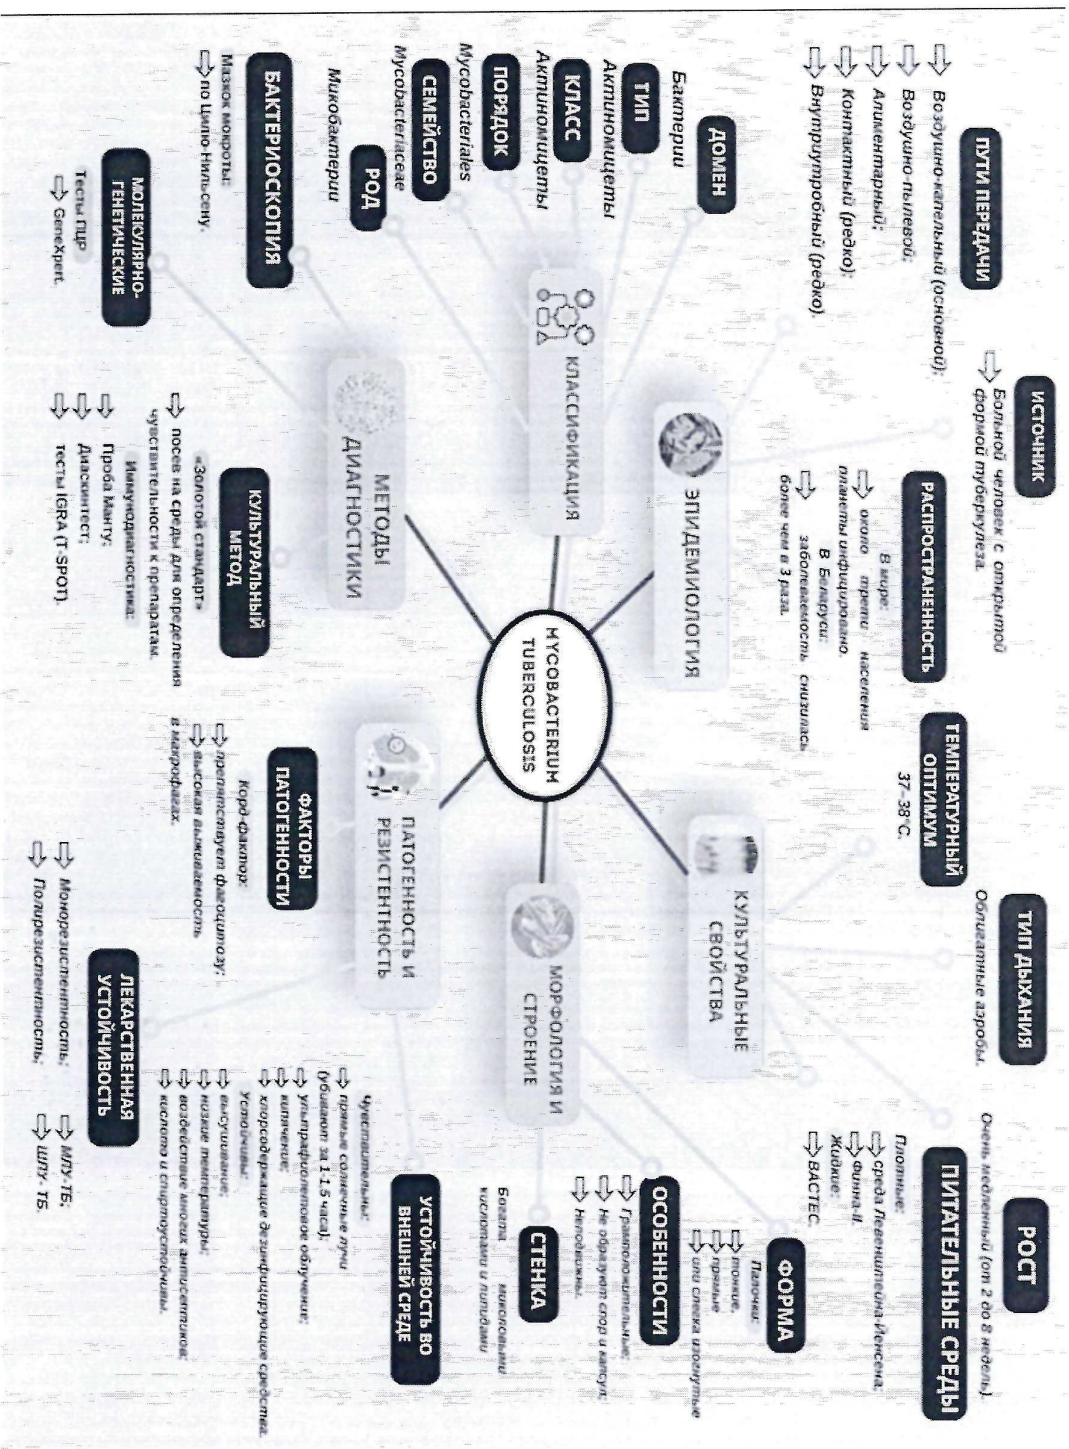 ПУТИ ПЕРЕДАЧИ
Воздушно-капельный (основной);
Воздушно-пылевой;
Алиментарный;
Контактный (редко);
Внутриутробный (редко).
ИСТОЧНИК
Больной человек с открытой
формой туберкулеза.
РАСПРОСТРАНЕННОСТЬ
В мире:
около трети населения
планеты инфицировано.
В Беларуси:
заболеваемость снизилась
более чем в 3 раза.
ЭПИДЕМИОЛОГИЯ
ТЕМПЕРАТУРНЫЙ
ОПТИМУМ
37–38°C.
ТИП ДЫХАНИЯ
Облигатные аэробы.
РОСТ
Очень медленный (от 2 до 8 недель).
ПИТАТЕЛЬНЫЕ СРЕДЫ
Плотные:
среда Левенштейна-Йенсена;
Финна-II.
Жидкие:
BACTEC.
КУЛЬТУРАЛЬНЫЕ
СВОЙСТВА
ДОМЕН
Бактерии
ТИП
Актиномицеты
КЛАСС
Актиномицеты
ПОРЯДОК
Mycobacteriales
СЕМЕЙСТВО
Mycobacteriaceae
РОД
Микобактерии
КЛАССИФИКАЦИЯ
MYCOBACTERIUM
TUBERCULOSIS
МОРФОЛОГИЯ И
СТРОЕНИЕ
ФОРМА
Палочки:
тонкие,
прямые
или слегка изогнутые
ОСОБЕННОСТИ
Грамположительные;
Не образуют спор и капсул;
Неподвижны.
СТЕНКА
Богата миколовыми
кислотами и липидами
БАКТЕРИОСКОПИЯ
Мазок мокроты:
по Цилю-Нильсену.
МОЛЕКУЛЯРНО-
ГЕНЕТИЧЕСКИЕ
Тесты ПЦР
GeneXpert.
МЕТОДЫ
ДИАГНОСТИКИ
КУЛЬТУРАЛЬНЫЙ
МЕТОД
«Золотой стандарт»
посев на среды для определения
чувствительности к препаратам.
Иммунодиагностика:
Проба Манту;
Диаскинтест;
тесты IGRA (T-SPOT).
ПАТОГЕННОСТЬ И
РЕЗИСТЕНТНОСТЬ
ФАКТОРЫ
ПАТОГЕННОСТИ
Корд-фактор:
препятствует фагоцитозу;
высокая выживаемость
в макрофагах.
ЛЕКАРСТВЕННАЯ
УСТОЙЧИВОСТЬ
Монорезистентность;
Полирезистентность;
МЛУ-ТБ;
ШЛУ- ТБ.
УСТОЙЧИВОСТЬ ВО
ВНЕШНЕЙ СРЕДЕ
Чувствительны:
прямые солнечные лучи
(убивают за 1-1,5 часа);
ультрафиолетовое облучение;
кипячение;
хлорсодержащие дезинфицирующие средства.
Устойчивы:
высушивание;
низкие температуры;
воздействие многих антисептиков;
кислото и спиртоустойчивы.